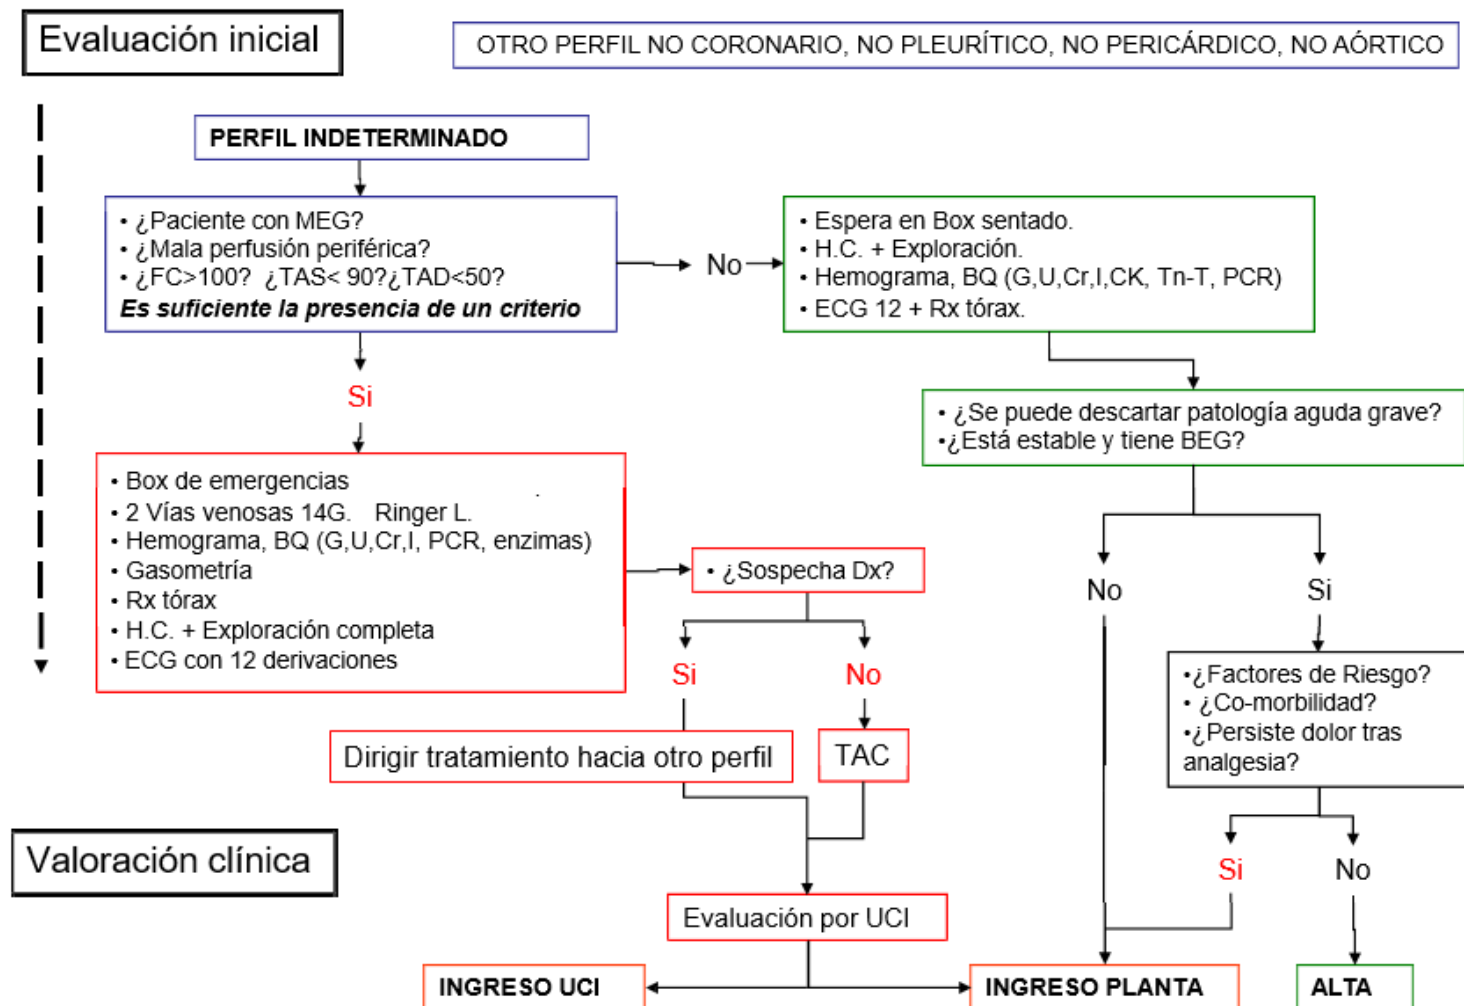 Evaluación inicial
OTRO PERFIL NO CORONARIO, NO PLEURÍTICO, NO PERICÁRDICO, NO AÓRTICO
PERFIL INDETERMINADO
• ¿Paciente con MEG?
• ¿Mala perfusión periférica?
• ¿FC>100? ¿TAS< 90?¿TAD<50?
Es suficiente la presencia de un criterio
No
• Espera en Box sentado.
• H.C. + Exploración.
• Hemograma, BQ (G,U,Cr,I,CK, Tn-T, PCR)
• ECG 12 + Rx tórax.
Si
• ¿Se puede descartar patología aguda grave?
•¿Está estable y tiene BEG?
• Box de emergencias
• 2 Vías venosas 14G. Ringer L.
• Hemograma, BQ (G,U,Cr,I, PCR, enzimas)
• Gasometría
• Rx tórax
• H.C. + Exploración completa
• ECG con 12 derivaciones
• ¿Sospecha Dx?
No
Si
Si
No
•¿Factores de Riesgo?
• ¿Co-morbilidad?
•¿Persiste dolor tras
analgesia?
Dirigir tratamiento hacia otro perfil
TAC
Valoración clínica
Si
No
Evaluación por UCI
INGRESO UCI
INGRESO PLANTA
ALTA